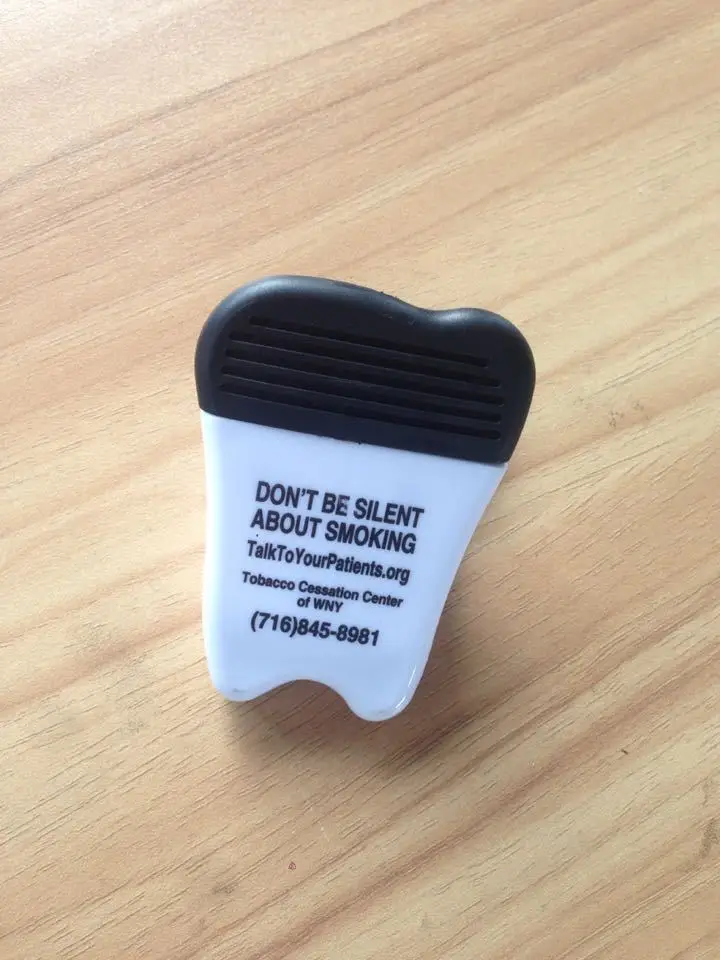 DON'T BE SILENT
ABOUT SMOKING
TalkToYourPatients.org
Tobacco Cessation Center
of WNY
(716)845-8981